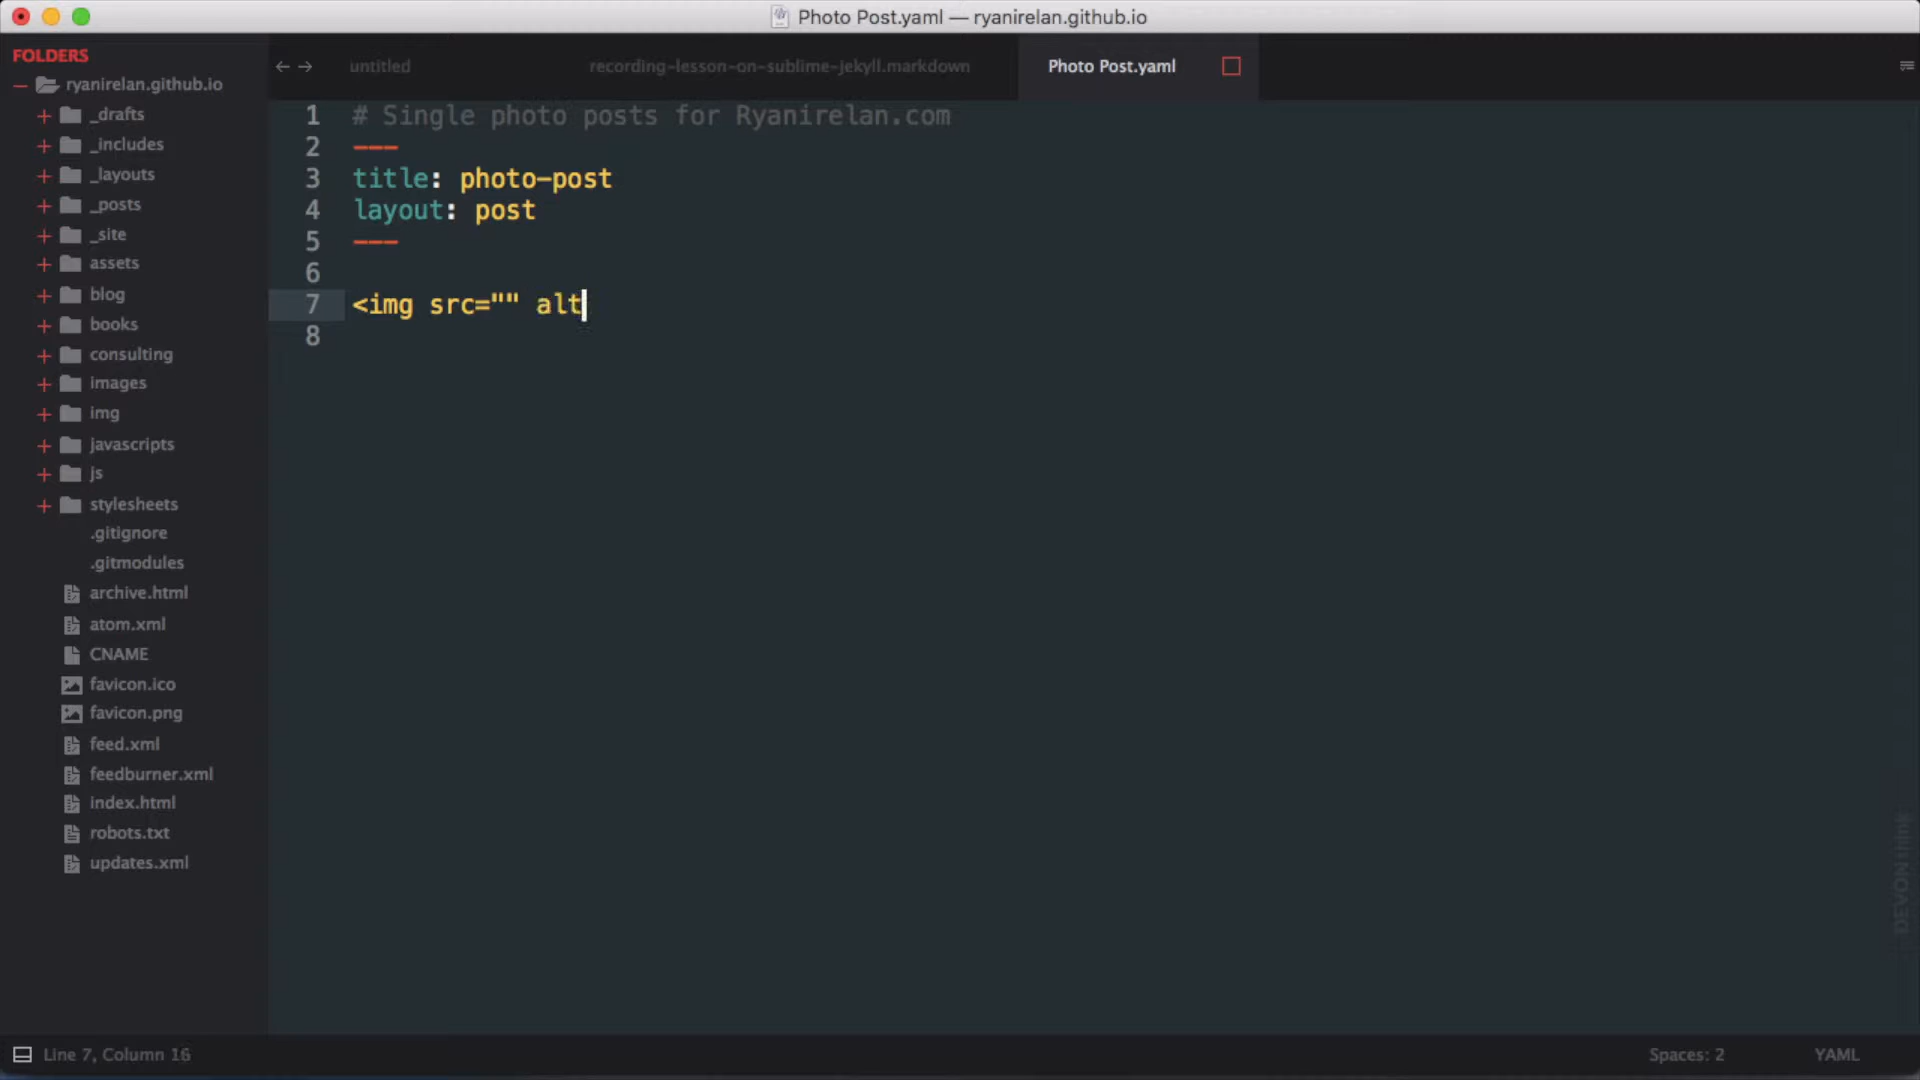 Photo Post.yaml — ryanirelan.github.io
FOLDERS
ryanirelan.github.io
_drafts
_includes
_layouts
_posts
_site
assets
blog
books
consulting
images
img
javascripts
js
stylesheets
.gitignore
.gitmodules
archive.html
atom.xml
CNAME
favicon.ico
favicon.png
feed.xml
feedburner.xml
index.html
robots.txt
updates.xml
untitled
recording-lesson-on-sublime-jekyll.markdown
Photo Post.yaml
1 # Single photo posts for Ryanirelan.com
2 ---
3 title: photo-post
4 layout: post
5 ---
6
7 <img src="" alt
8
DEVONthink
Line 7, Column 16
Spaces: 2
YAML